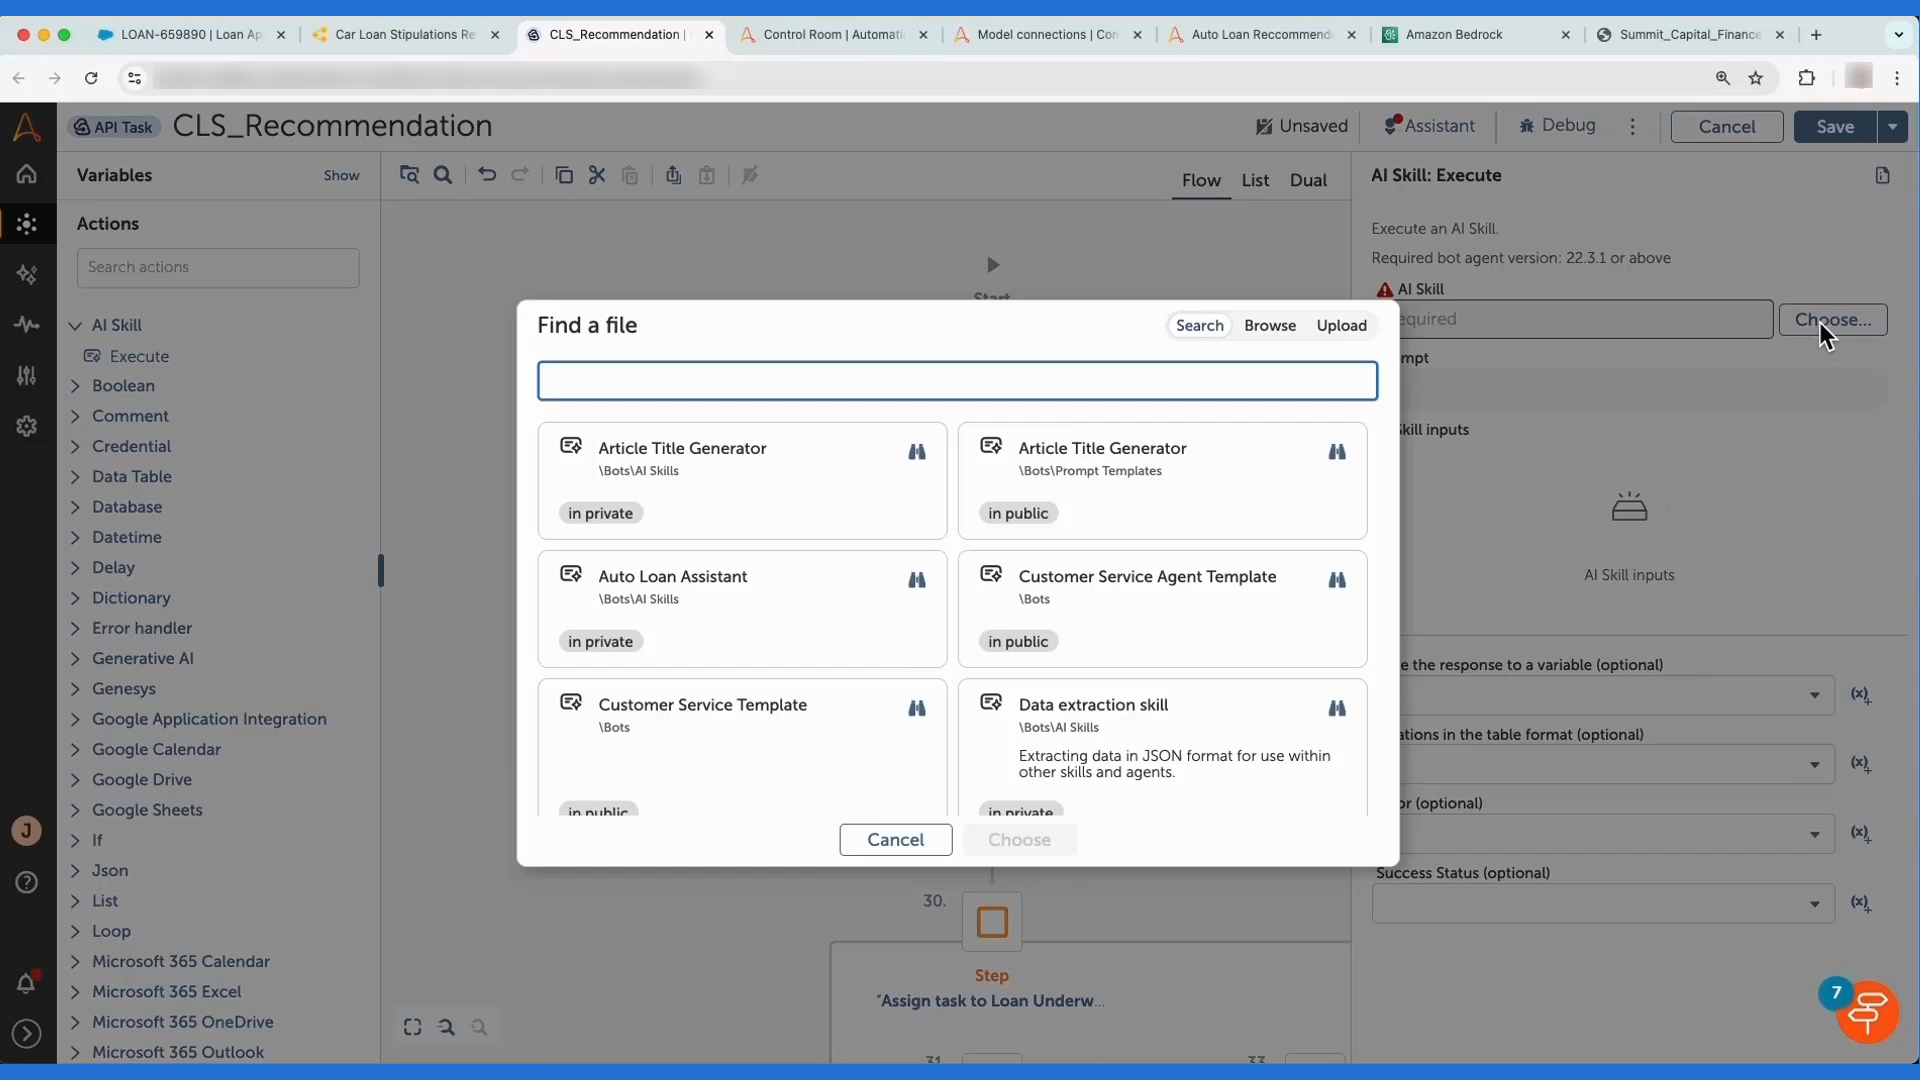 LOAN-659890 | Loan Ap
Car Loan Stipulations Re
CLS_Recommendation |
Control Room | Automati
Model connections | Con
Auto Loan Reccommend
Amazon Bedrock
Summit_Capital_Finance
API Task
CLS_Recommendation
Unsaved
Assistant
Debug
Cancel
Save
Variables
Show
Flow
List
Dual
AI Skill: Execute
Actions
Search actions
AI Skill
Execute
Boolean
Comment
Credential
Data Table
Database
Datetime
Delay
Dictionary
Error handler
Generative AI
Genesys
Google Application Integration
Google Calendar
Google Drive
Google Sheets
If
Json
List
Loop
Microsoft 365 Calendar
Microsoft 365 Excel
Microsoft 365 OneDrive
Microsoft 365 Outlook
J
Start
Find a file
Search
Browse
Upload
Article Title Generator
\Bots\AI Skills
in private
Article Title Generator
\Bots\Prompt Templates
in public
Auto Loan Assistant
\Bots\AI Skills
in private
Customer Service Agent Template
\Bots
in public
Customer Service Template
\Bots
in public
Data extraction skill
\Bots\AI Skills
Extracting data in JSON format for use within
other skills and agents.
in private
Cancel
Choose
30.
Step
"Assign task to Loan Underw...
31.
33.
Execute an AI Skill.
Required bot agent version: 22.3.1 or above
AI Skill
equired
Choose...
mpt
kill inputs
AI Skill inputs
e the response to a variable (optional)
(x)+
ations in the table format (optional)
(x)+
or (optional)
(x)+
Success Status (optional)
(x)+
7